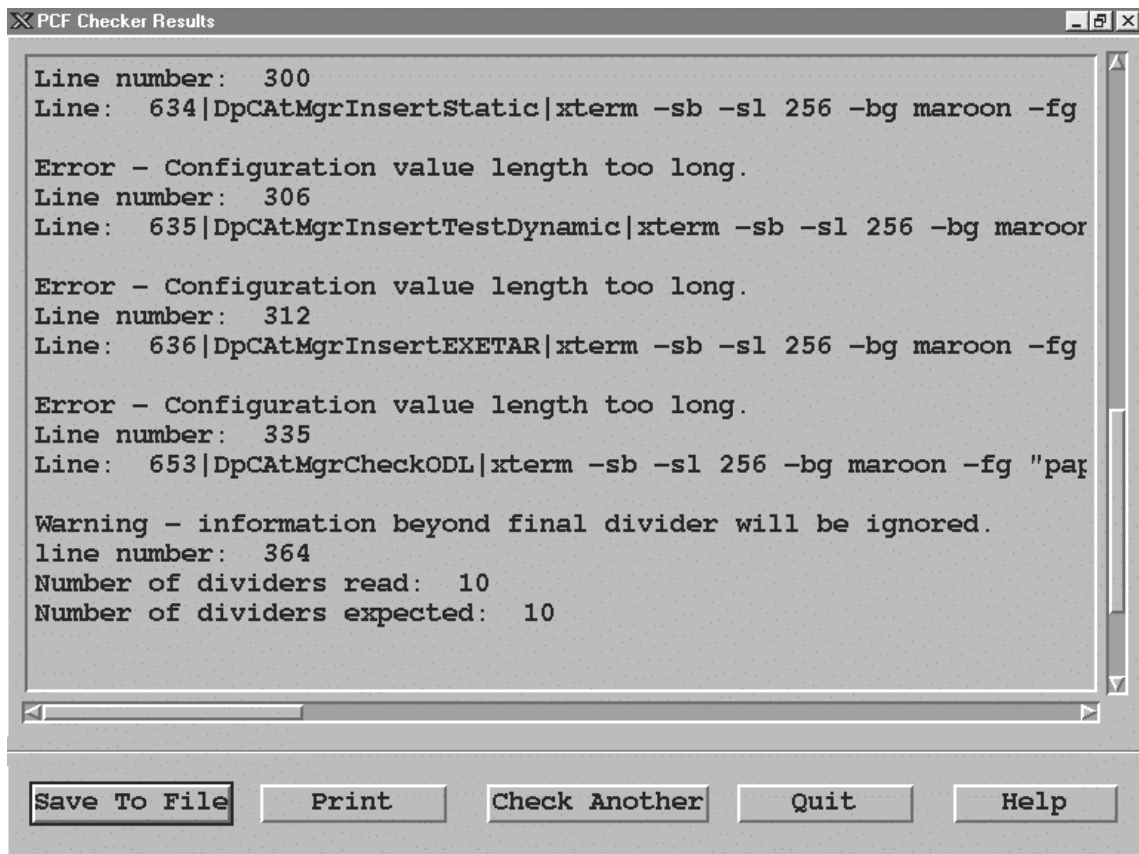 PCF Checker Results
Line number:  300
Line:  634|DpCAtMgrInsertStatic|xterm -sb -sl 256 -bg maroon -fg
Error - Configuration value length too long.
Line number:  306
Line:  635|DpCAtMgrInsertTestDynamic|xterm -sb -sl 256 -bg maroon
Error - Configuration value length too long.
Line number:  312
Line:  636|DpCAtMgrInsertEXETAR|xterm -sb -sl 256 -bg maroon -fg
Error - Configuration value length too long.
Line number:  335
Line:  653|DpCAtMgrCheckODL|xterm -sb -sl 256 -bg maroon -fg "pap
Warning - information beyond final divider will be ignored.
line number:  364
Number of dividers read:  10
Number of dividers expected:  10
Save To File Print Check Another Quit Help